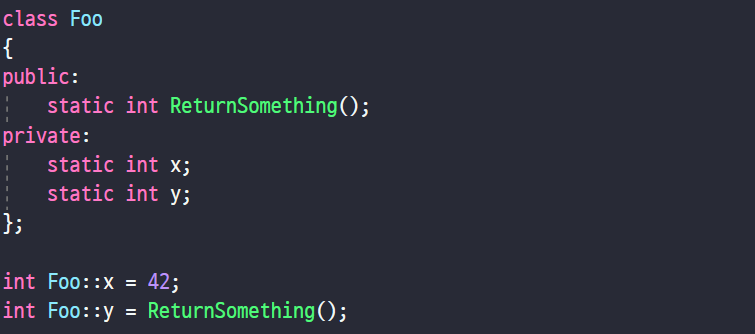 class Foo
{
public:
    static int ReturnSomething();
private:
    static int x;
    static int y;
};
int Foo::x = 42;
int Foo::y = ReturnSomething();